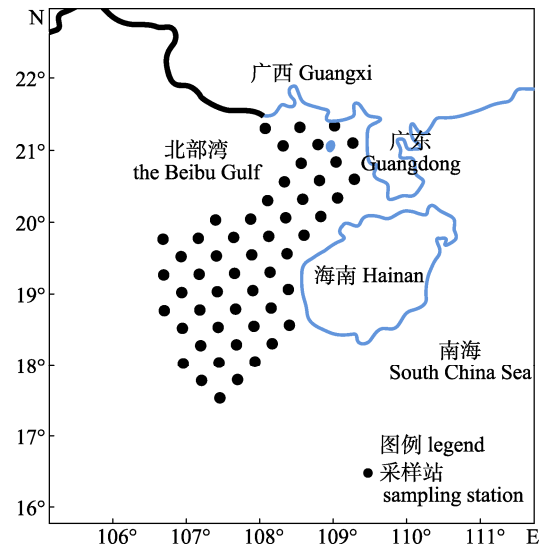 N
22°
广西 Guangxi
北部湾
the Beibu Gulf
21°
广东
Guangdong
20°
海南 Hainan
19°
南海
South China Sea
18°
17°
图例 legend
采样站
sampling station
16°
106° 107° 108° 109° 110° 111° E